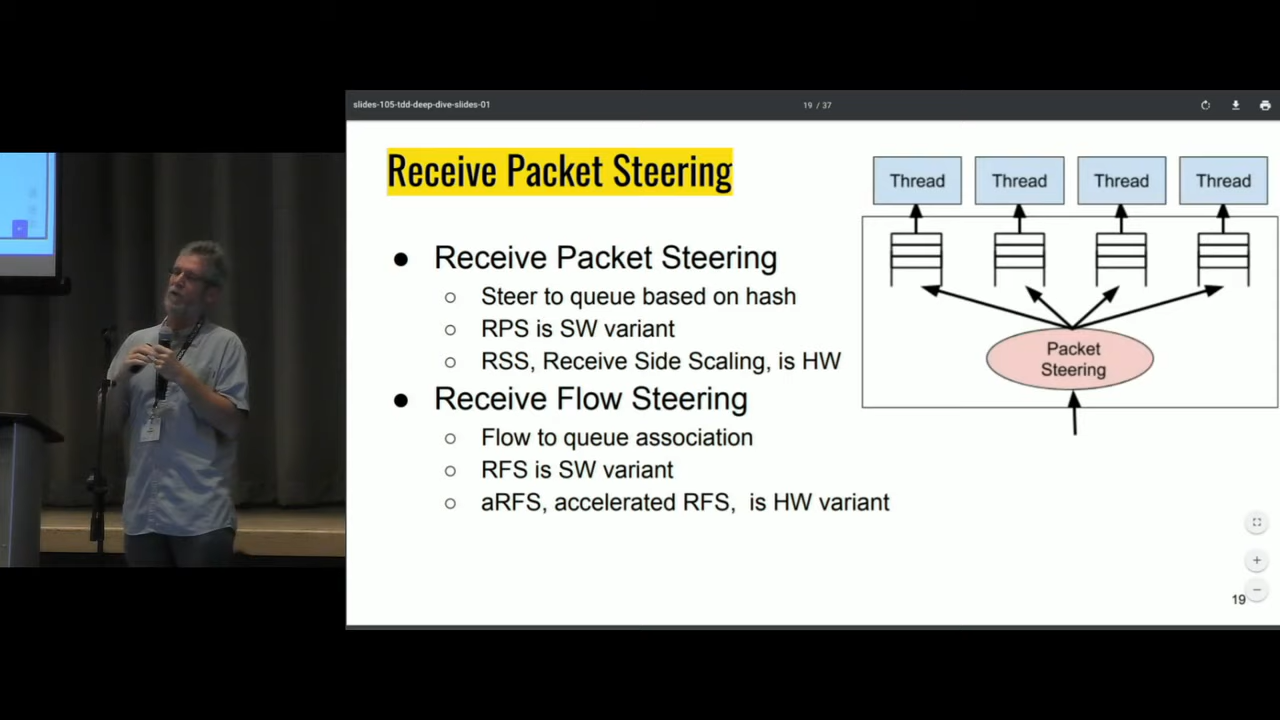 slides-105-tdd-deep-dive-slides-01
19 / 37
Receive Packet Steering
● Receive Packet Steering
○ Steer to queue based on hash
○ RPS is SW variant
○ RSS, Receive Side Scaling, is HW
● Receive Flow Steering
○ Flow to queue association
○ RFS is SW variant
○ aRFS, accelerated RFS, is HW variant
Thread Thread Thread Thread
Packet
Steering
19